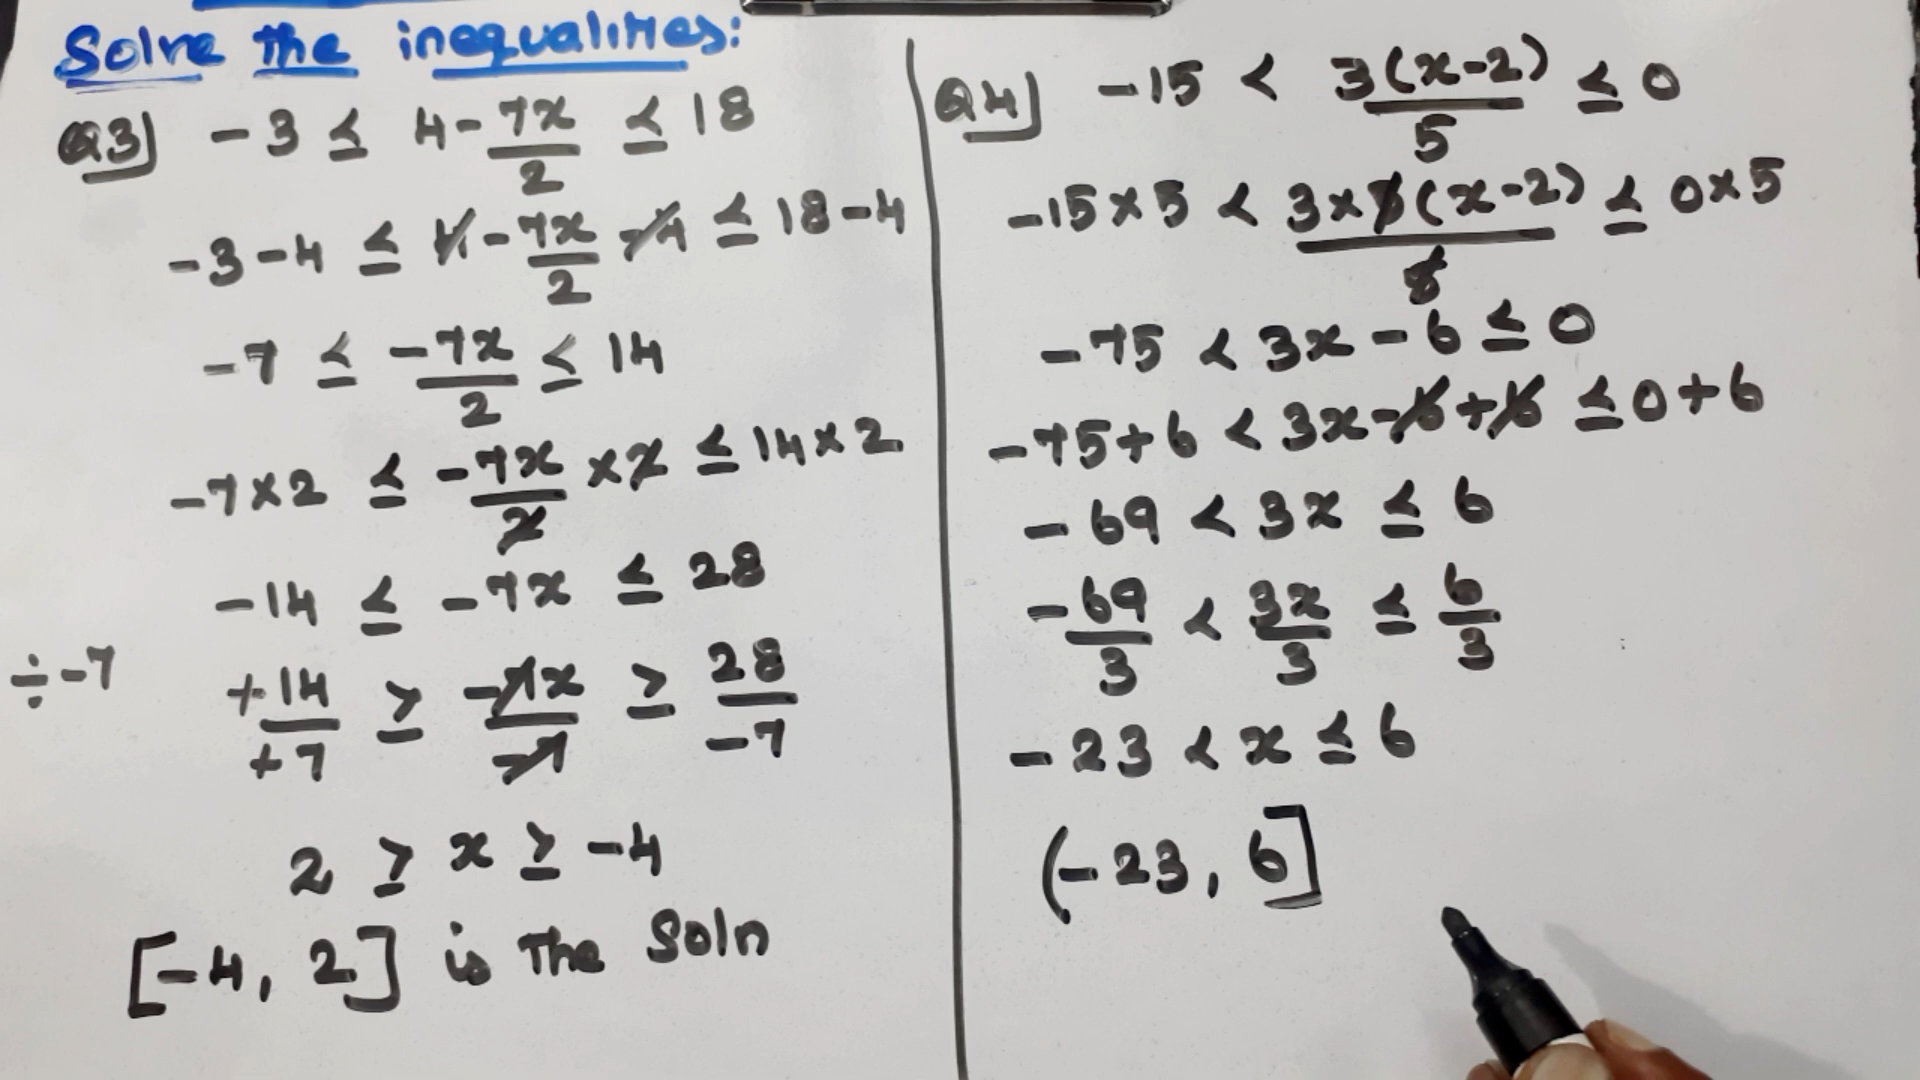 Solve the inequalities:
Q3) -3 ≤ 4 - 7x/2 ≤ 18
-3-4 ≤ 4 - 7x/2 - 4 ≤ 18-4
-7 ≤ -7x/2 ≤ 14
-7×2 ≤ -7x/2 ×2 ≤ 14×2
-14 ≤ -7x ≤ 28
÷-7
+14/+7 ≥ -7x/-7 ≥ 28/-7
2 ≥ x ≥ -4
[-4, 2] is the Soln
Q4) -15 < 3(x-2)/5 ≤ 0
-15×5 < 3×5(x-2)/5 ≤ 0×5
-75 < 3x - 6 ≤ 0
-75+6 < 3x-6+6 ≤ 0+6
-69 < 3x ≤ 6
-69/3 < 3x/3 ≤ 6/3
-23 < x ≤ 6
(-23, 6]